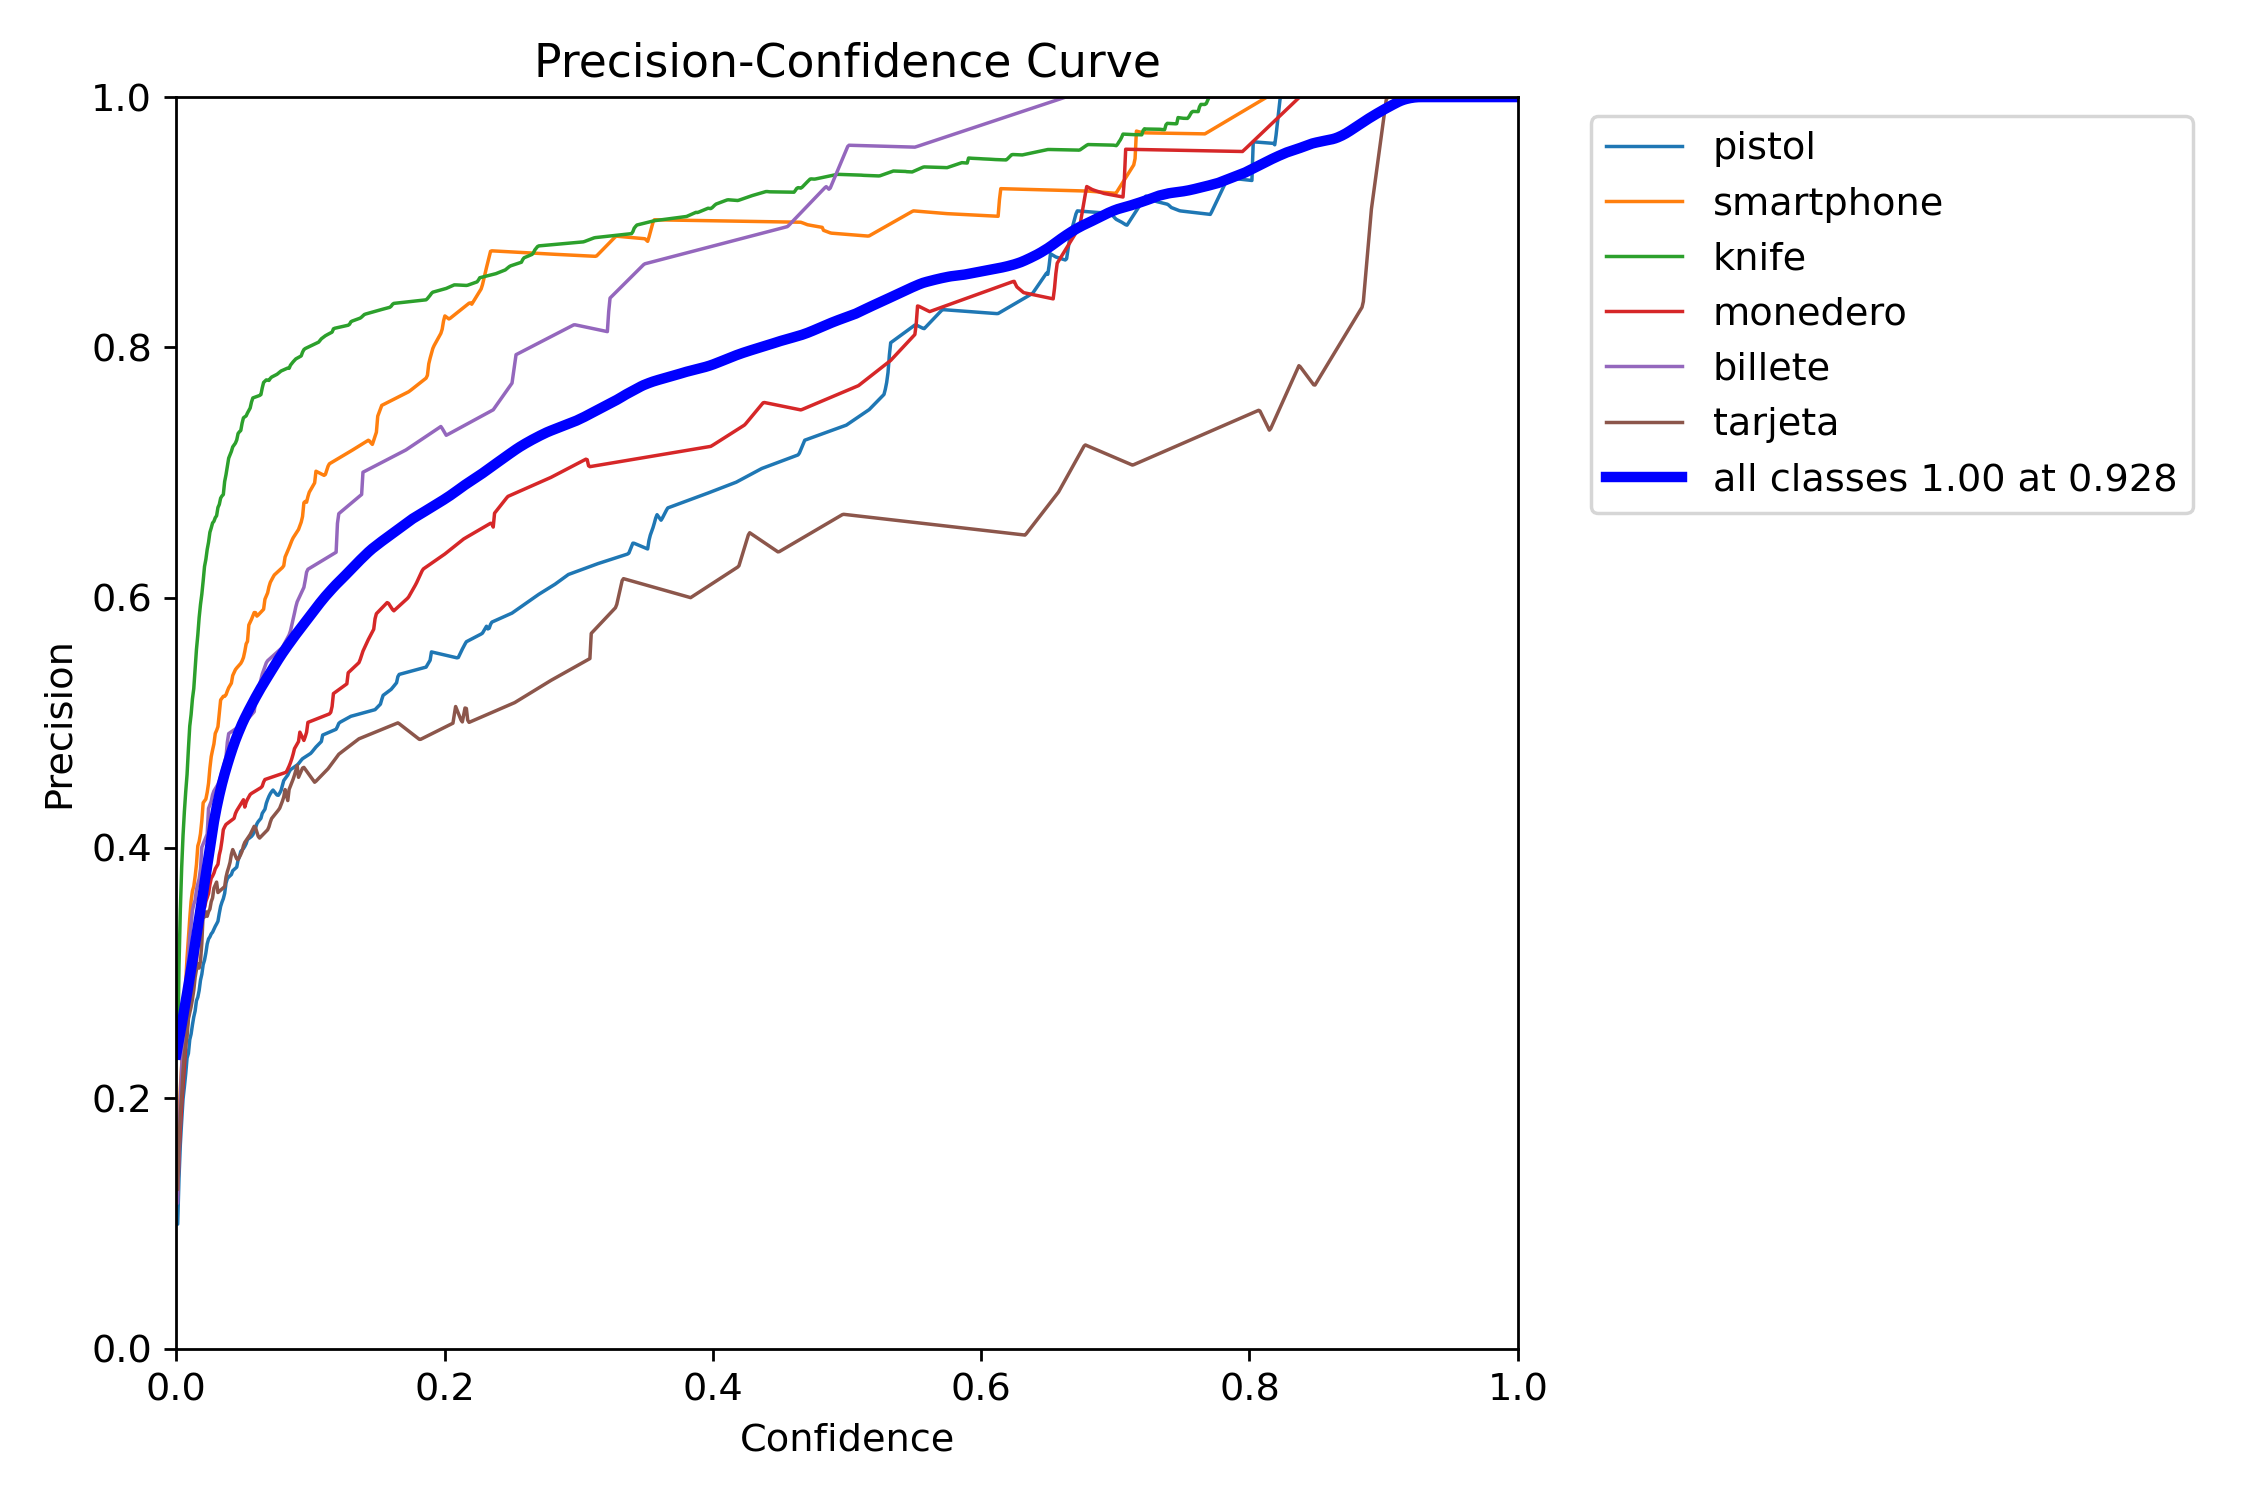 Precision-Confidence Curve
1.0
0.8
0.6
0.4
0.2
0.0
Precision
0.0 0.2 0.4 0.6 0.8 1.0
Confidence
pistol
smartphone
knife
monedero
billete
tarjeta
all classes 1.00 at 0.928